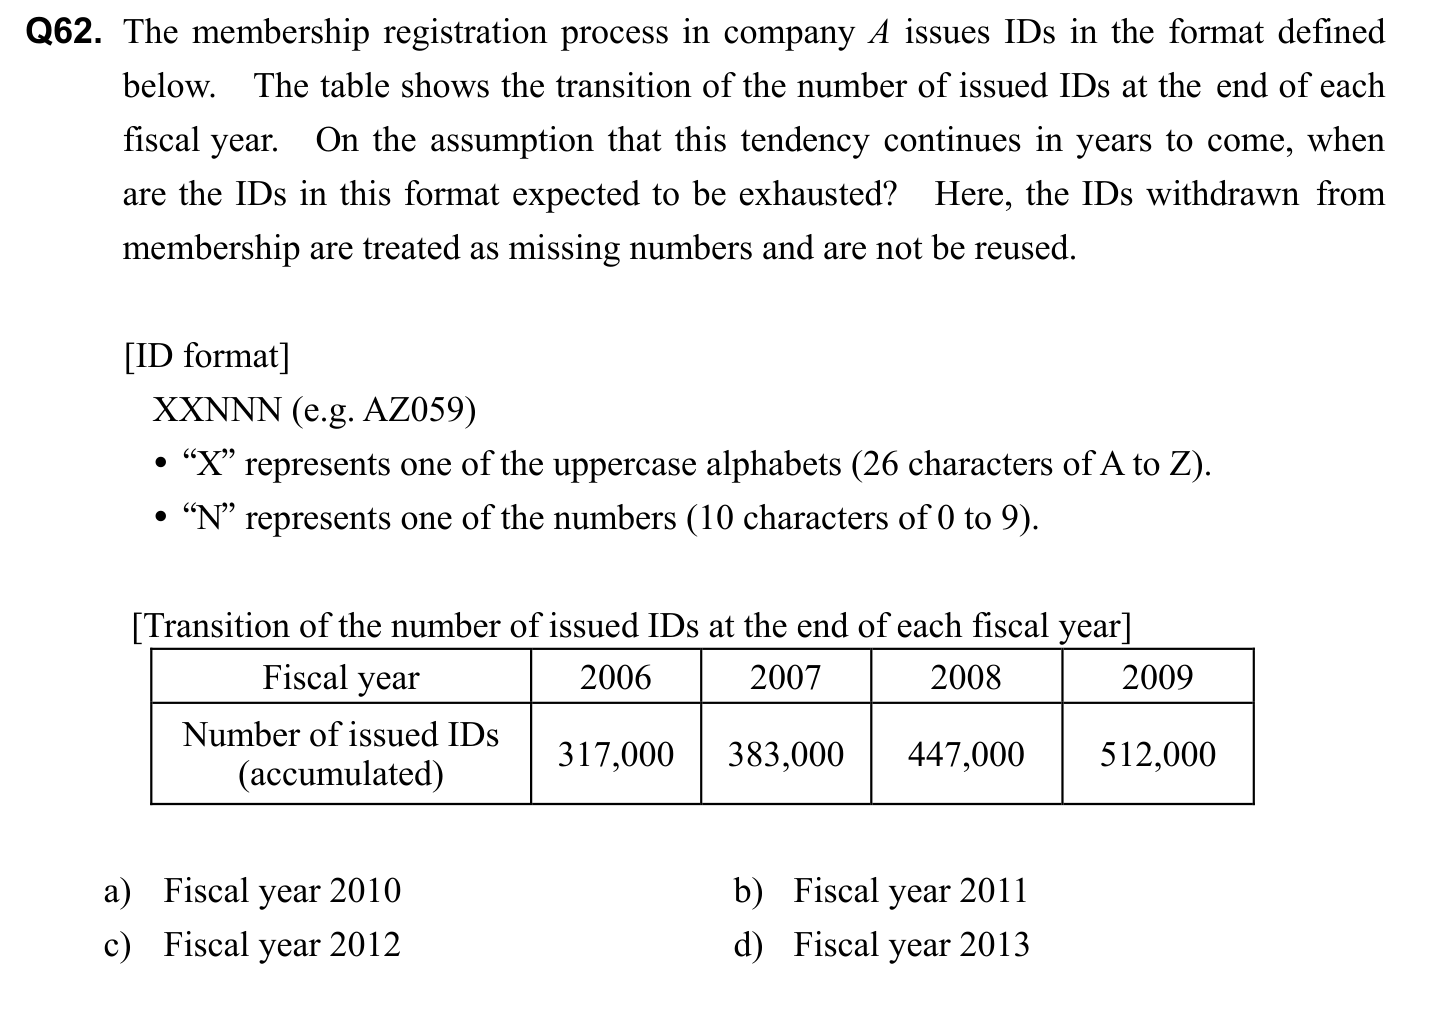 Q62. The membership registration process in company A issues IDs in the format defined
below. The table shows the transition of the number of issued IDs at the end of each
fiscal year. On the assumption that this tendency continues in years to come, when
are the IDs in this format expected to be exhausted? Here, the IDs withdrawn from
membership are treated as missing numbers and are not be reused.
[ID format]
XXNNN (e.g. AZ059)
• “X” represents one of the uppercase alphabets (26 characters of A to Z).
• “N” represents one of the numbers (10 characters of 0 to 9).
[Transition of the number of issued IDs at the end of each fiscal year]
Fiscal year 2006 2007 2008 2009
Number of issued IDs
(accumulated) 317,000 383,000 447,000 512,000
a) Fiscal year 2010 b) Fiscal year 2011
c) Fiscal year 2012 d) Fiscal year 2013